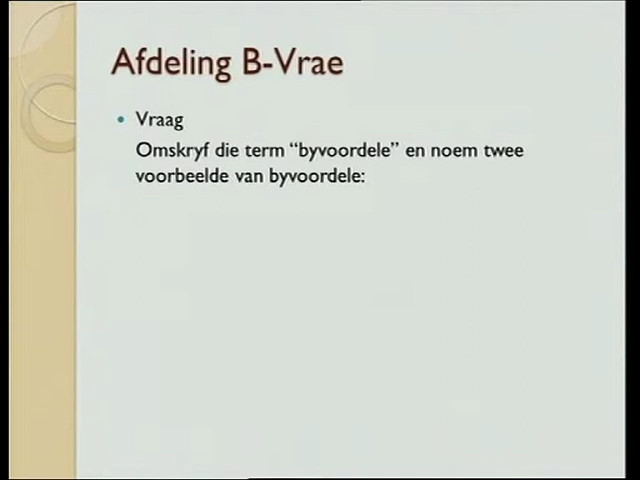 Afdeling B-Vrae
Vraag
Omskryf die term “byvoordele” en noem twee
voorbeelde van byvoordele: